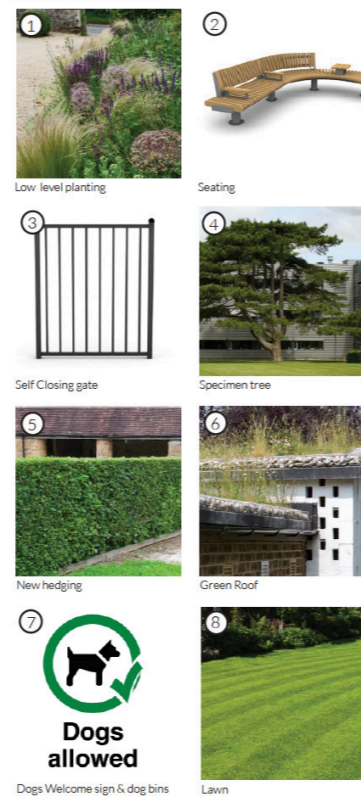 1
Low level planting
2
Seating
3
Self Closing gate
4
Specimen tree
5
New hedging
6
Green Roof
7
Dogs
allowed
Dogs Welcome sign & dog bins
8
Lawn